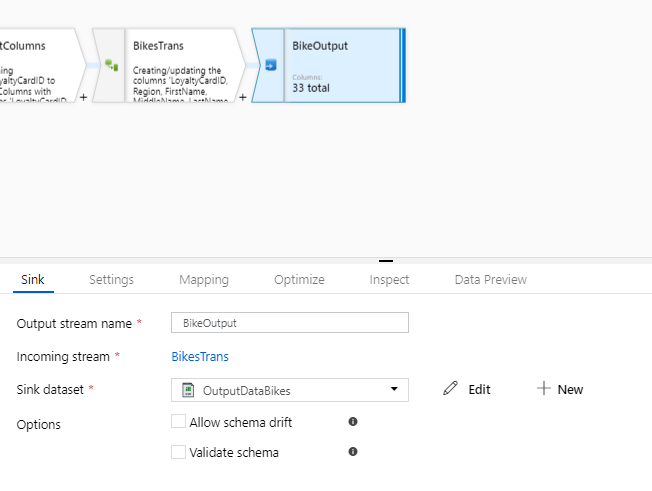 tColumns
BikesTrans
BikeOutput
ing
yaltyCardID to
Columns with
Creating/updating the
columns 'LoyaltyCardID,
Region, FirstName,
MiddleName, LastName
Columns:
33 total
+
+
Sink
Settings
Mapping
Optimize
Inspect
Data Preview
Output stream name *
BikeOutput
Incoming stream *
BikesTrans
Sink dataset *
OutputDataBikes
Edit
New
Options
Allow schema drift
Validate schema